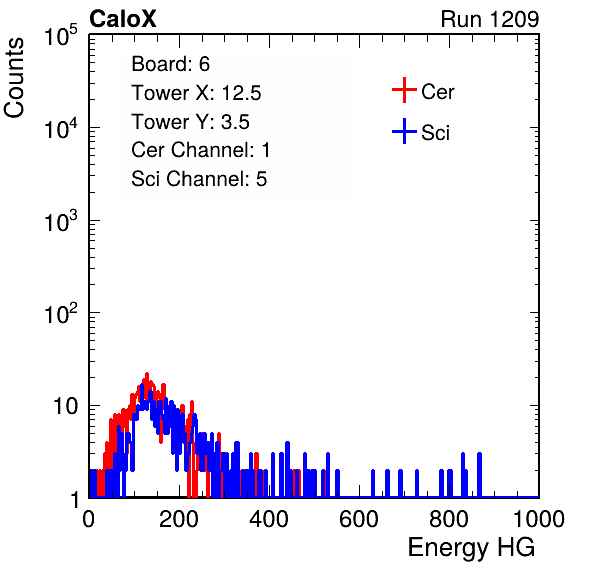 CaloX Run 1209
Counts
10^5
10^4
10^3
10^2
10
1
Board: 6
Tower X: 12.5
Tower Y: 3.5
Cer Channel: 1
Sci Channel: 5
Cer
Sci
0 200 400 600 800 1000
Energy HG